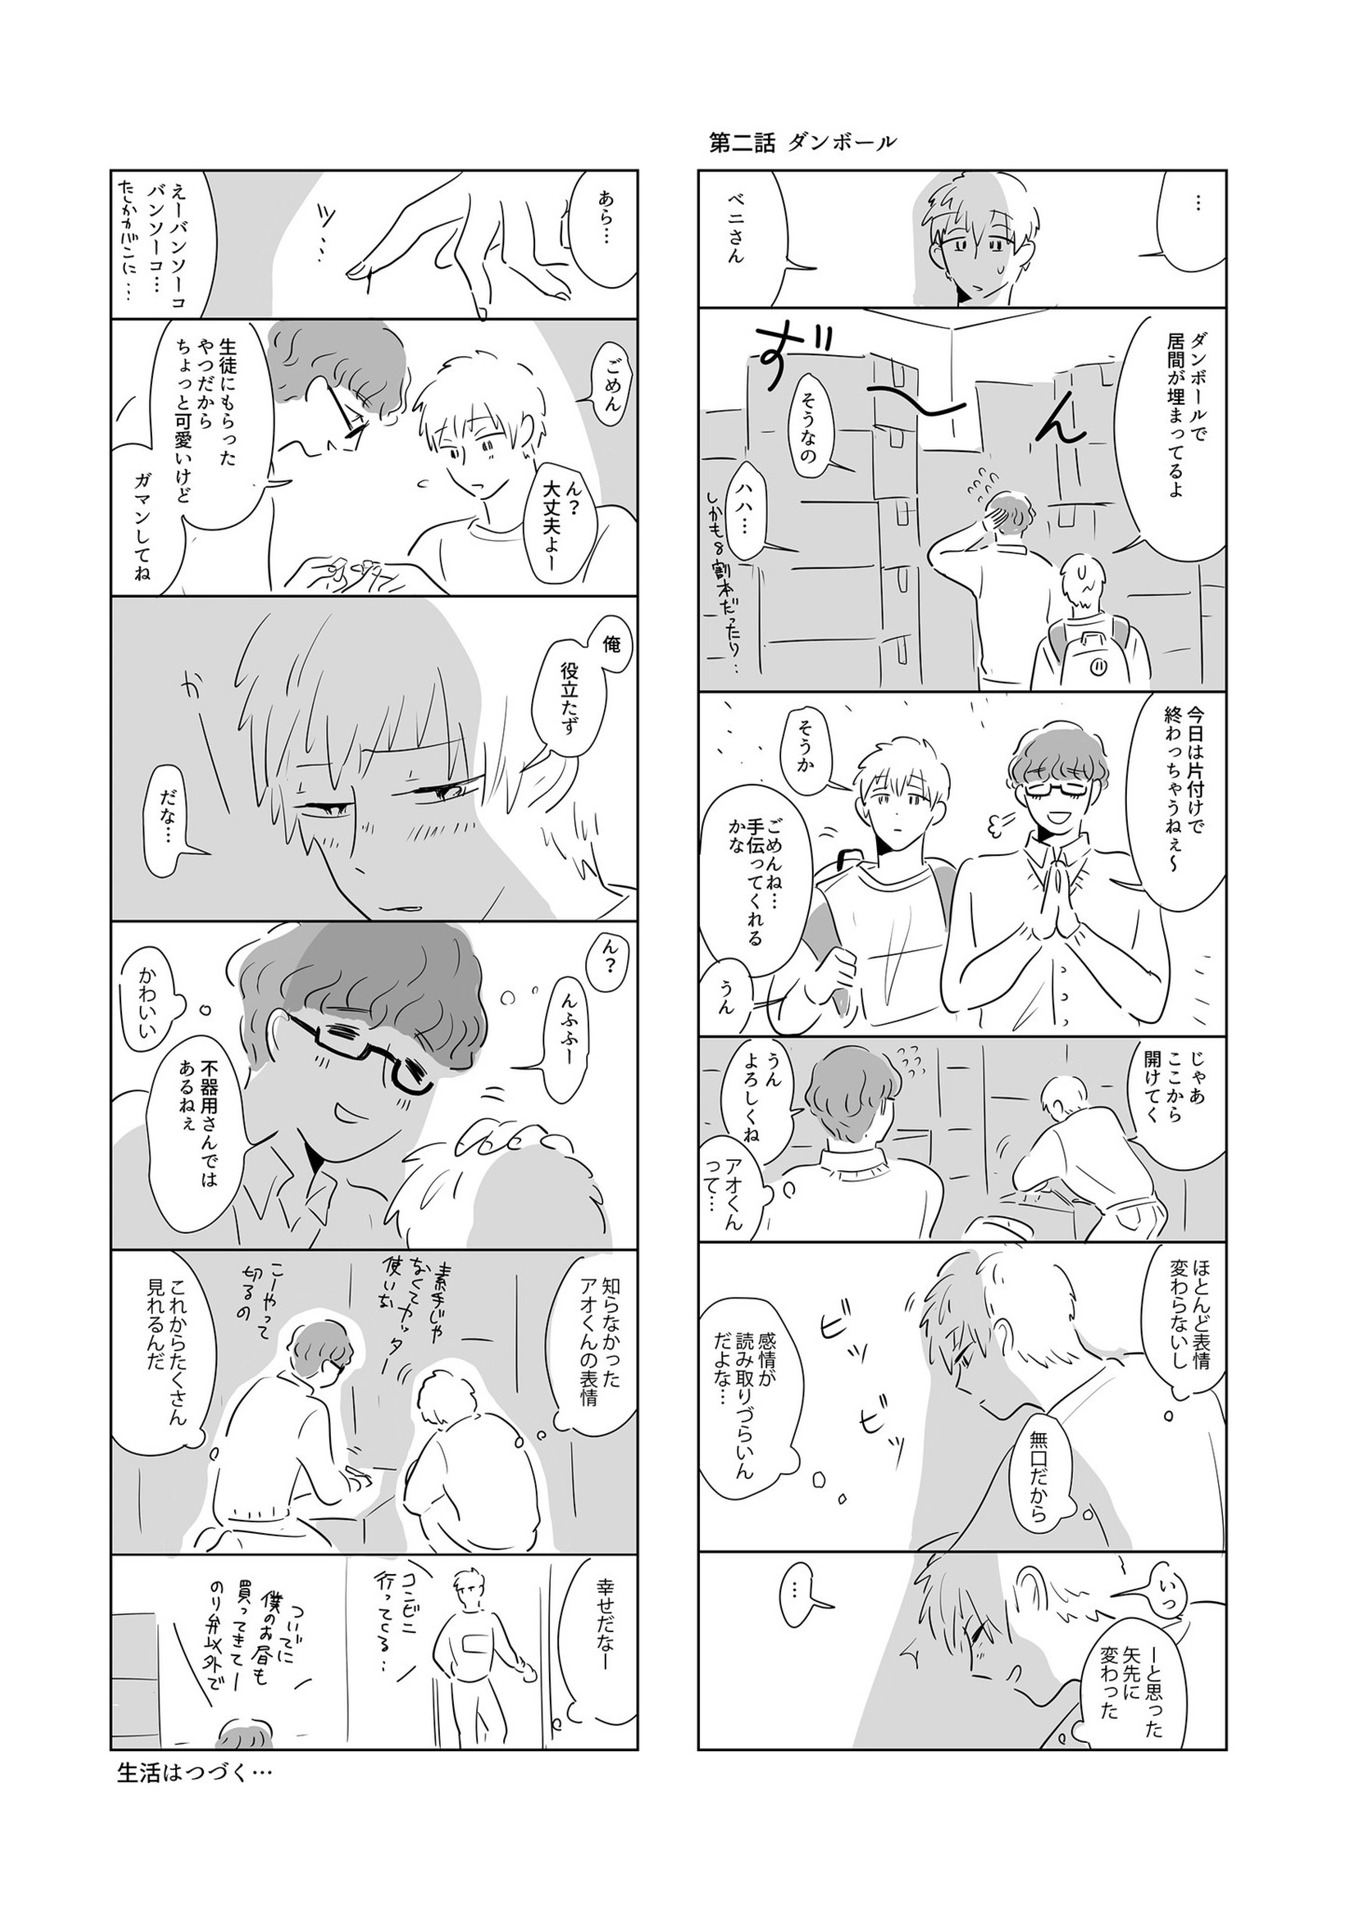 第二話 ダンボール
…
ベニさん
ダンボールで
居間が埋まってるよ
ず〜ん
そうなの
ハハ…
しかも8割本だったり…
今日は片付けで
終わっちゃうねぇ〜
そうか
ごめんね…
手伝ってくれる
かな
うん
じゃあ
ここから
開けてく
うん
よろしくね
アオくん
って…
ほとんど表情
変わらないし
無口だから
感情が
読み取りづらいん
だよな…
ビッ
ビッ
いっ
ーと思った
矢先に
変わった
…
あら…
ツ…
えーバンソーコ
バンソーコ…
たしかカバンに…
ごめん
ん?
大丈夫よー
生徒にもらった
やつだから
ちょっと可愛いけど
ガマンしてね
俺
役立たず
か
だな…
ん?
んふふー
かわいい
不器用さんでは
あるねぇ
知らなかった
アオくんの表情
素手じゃ
なくてカッター
使いな
こーやって
切るの
これからたくさん
見れるんだ
幸せだなー
コンビニ
行ってくる…
ついでに
僕のお昼も
買ってきてー
のり弁以外で
生活はつづく…